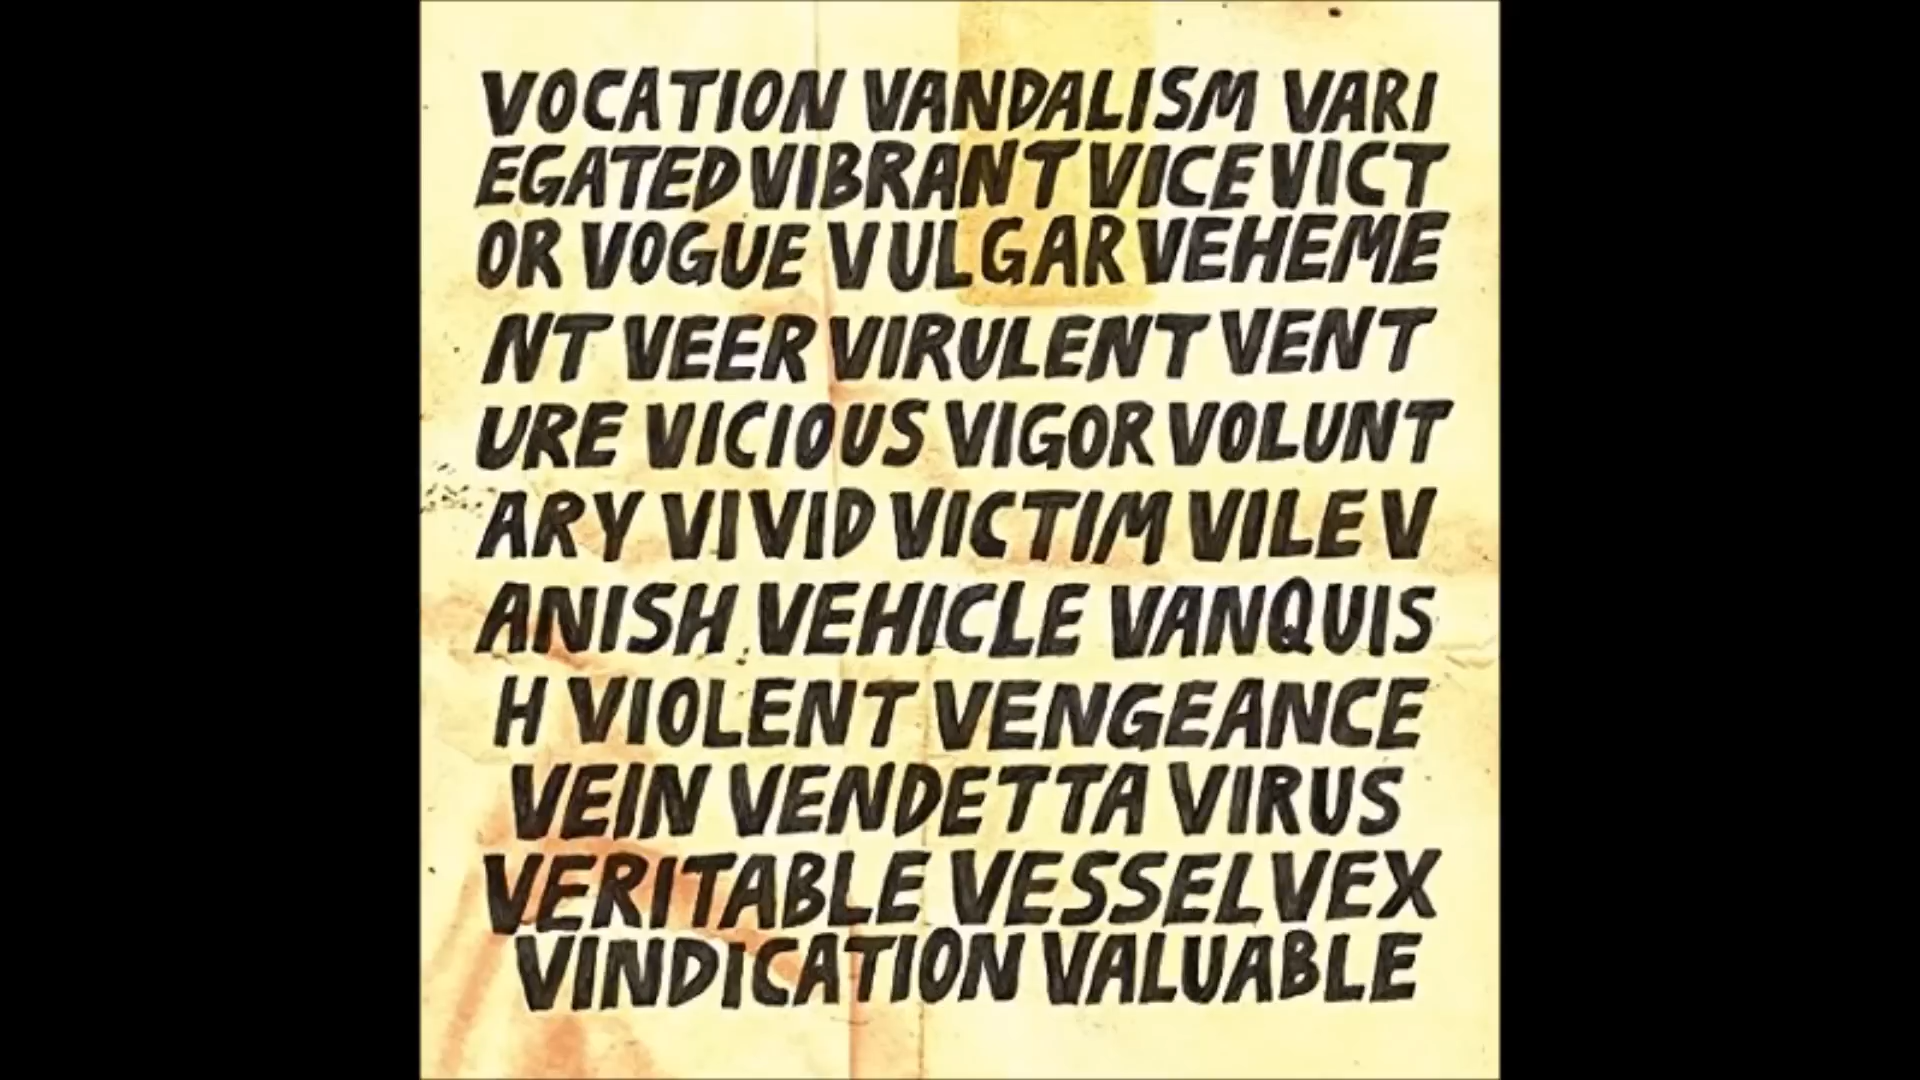 VOCATION VANDALISM VARI
EGATED VIBRANT VICE VICT
OR VOGUE VULGAR VEHEME
NT VEER VIRULENT VENT
URE VICIOUS VIGOR VOLUNT
ARY VIVID VICTIM VILE V
ANISH VEHICLE VANQUIS
H VIOLENT VENGEANCE
VEIN VENDETTA VIRUS
VERITABLE VESSEL VEX
VINDICATION VALUABLE